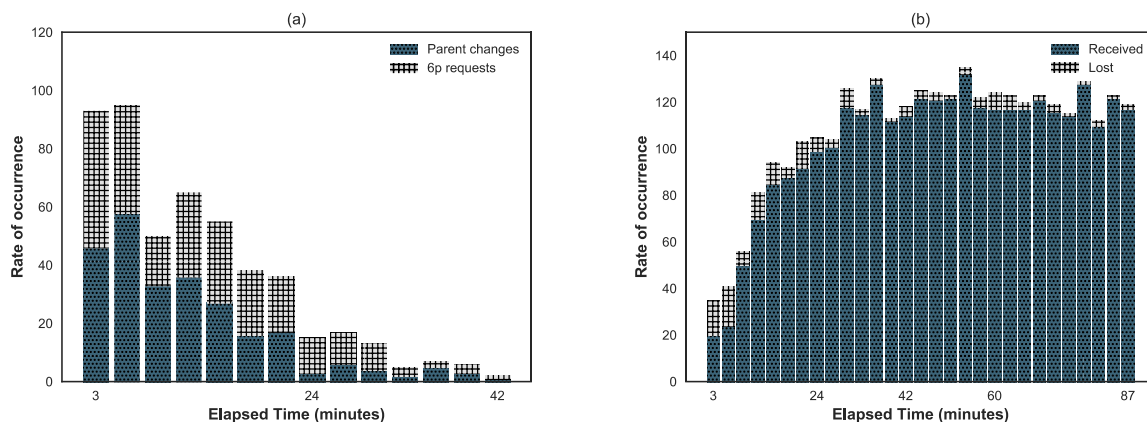 (a)
120
100
80
60
40
20
0
Rate of occurrence
Parent changes
6p requests
3
24
42
Elapsed Time (minutes)
(b)
140
120
100
80
60
40
20
0
Rate of occurrence
Received
Lost
3
24
42
60
87
Elapsed Time (minutes)